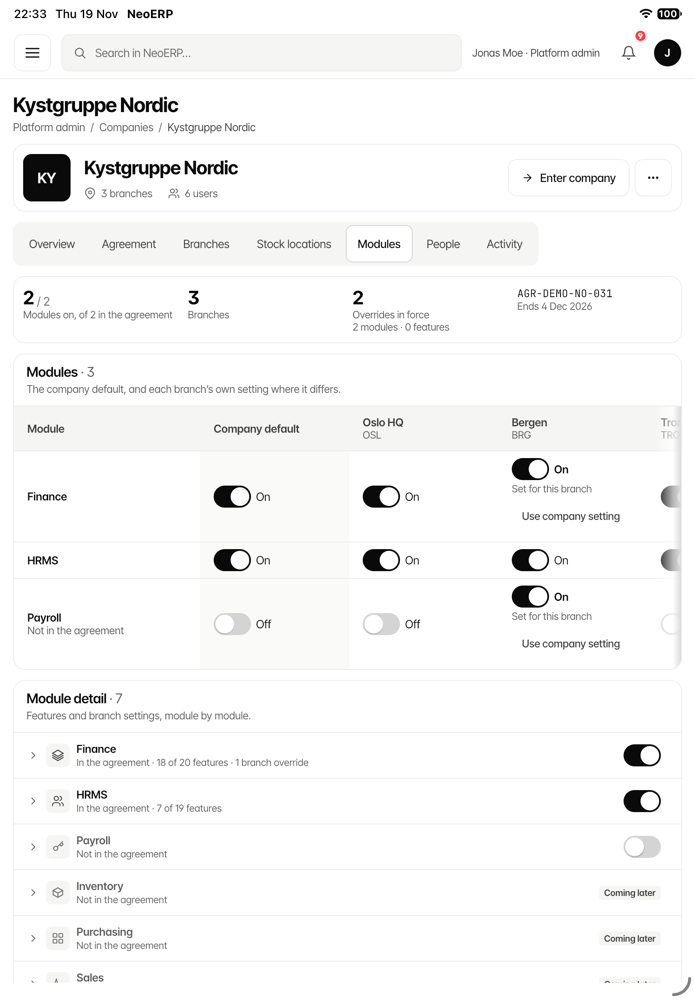 22:33 Thu 19 Nov NeoERP
100
Search in NeoERP...
Jonas Moe · Platform admin
9
J
Kystgruppe Nordic
Platform admin / Companies / Kystgruppe Nordic
KY
Kystgruppe Nordic
3 branches 6 users
Enter company
Overview Agreement Branches Stock locations Modules People Activity
2 / 2
Modules on, of 2 in the agreement
3
Branches
2
Overrides in force
2 modules · 0 features
AGR-DEMO-NO-031
Ends 4 Dec 2026
Modules · 3
The company default, and each branch's own setting where it differs.
Module
Company default
Oslo HQ
OSL
Bergen
BRG
Finance
On
On
On
Set for this branch
Use company setting
HRMS
On
On
On
Payroll
Not in the agreement
Off
Off
On
Set for this branch
Use company setting
Module detail · 7
Features and branch settings, module by module.
Finance
In the agreement · 18 of 20 features · 1 branch override
HRMS
In the agreement · 7 of 19 features
Payroll
Not in the agreement
Inventory
Not in the agreement
Coming later
Purchasing
Not in the agreement
Coming later
Sales